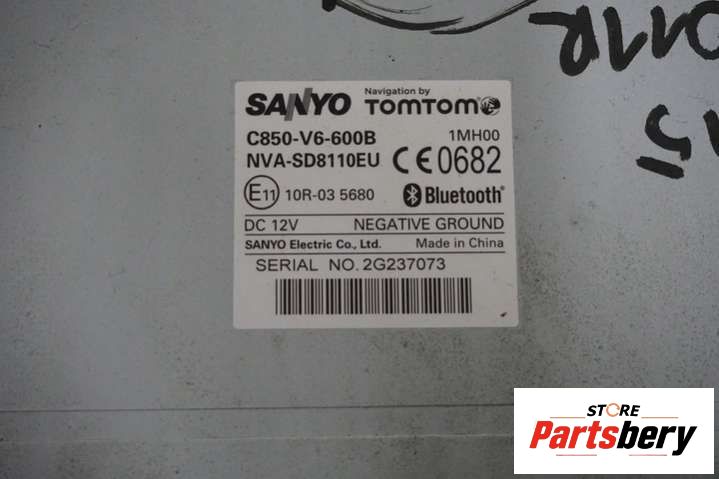 SANYO Navigation by TOMTOM
C850-V6-600B 1MH00
NVA-SD8110EU CE0682
E11 10R-03 5680 Bluetooth®
DC 12V NEGATIVE GROUND
SANYO Electric Co., Ltd. Made in China
SERIAL NO. 2G237073
STORE
Partsbery